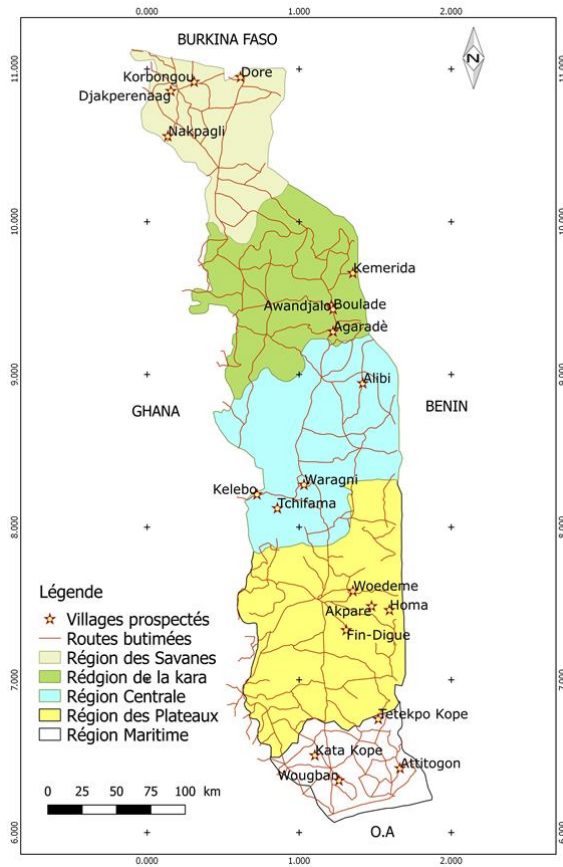 0.000 1.000 2.000
BURKINA FASO
11.000 11.000
Korbongou Dore
Djakperenaag
Nakpagli
N
10.000 10.000
Kemerida
Awandjalo Boulade
Agaradè
9.000 9.000
Alibi
GHANA BENIN
Kelebo Waragni
Tchifama
8.000 8.000
Woedeme
Akpare Homa
Fin-Digue
7.000 7.000
Tetekpo Kope
Kata Kope
Attitogon
Wougbao
6.000 6.000
O.A
Légende
Villages prospectés
Routes butimées
Région des Savanes
Rédgion de la kara
Région Centrale
Région des Plateaux
Région Maritime
0 25 50 75 100 km
0.000 1.000 2.000